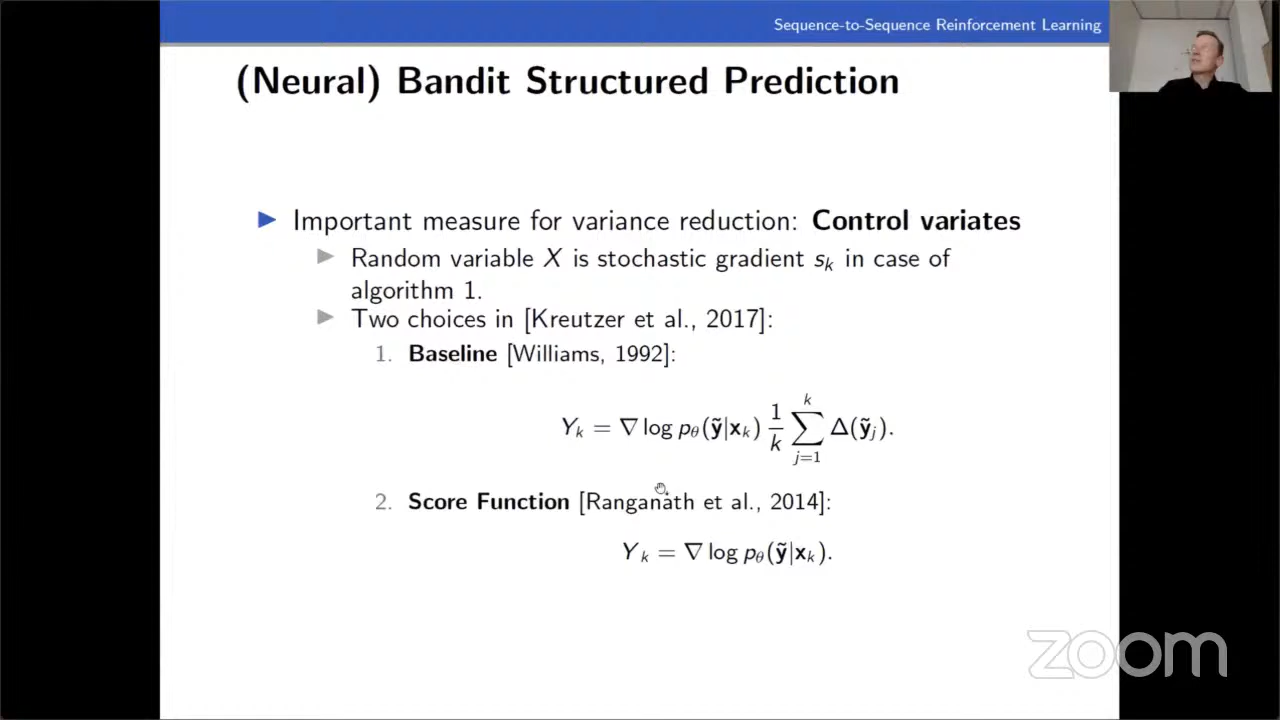 Sequence-to-Sequence Reinforcement Learning
(Neural) Bandit Structured Prediction
Important measure for variance reduction: Control variates
Random variable X is stochastic gradient s_k in case of
algorithm 1.
Two choices in [Kreutzer et al., 2017]:
1. Baseline [Williams, 1992]:
Y_k = ∇ log p_θ(ỹ|x_k) 1/k ∑_{j=1}^{k} Δ(ỹ_j).
2. Score Function [Ranganath et al., 2014]:
Y_k = ∇ log p_θ(ỹ|x_k).
zoom